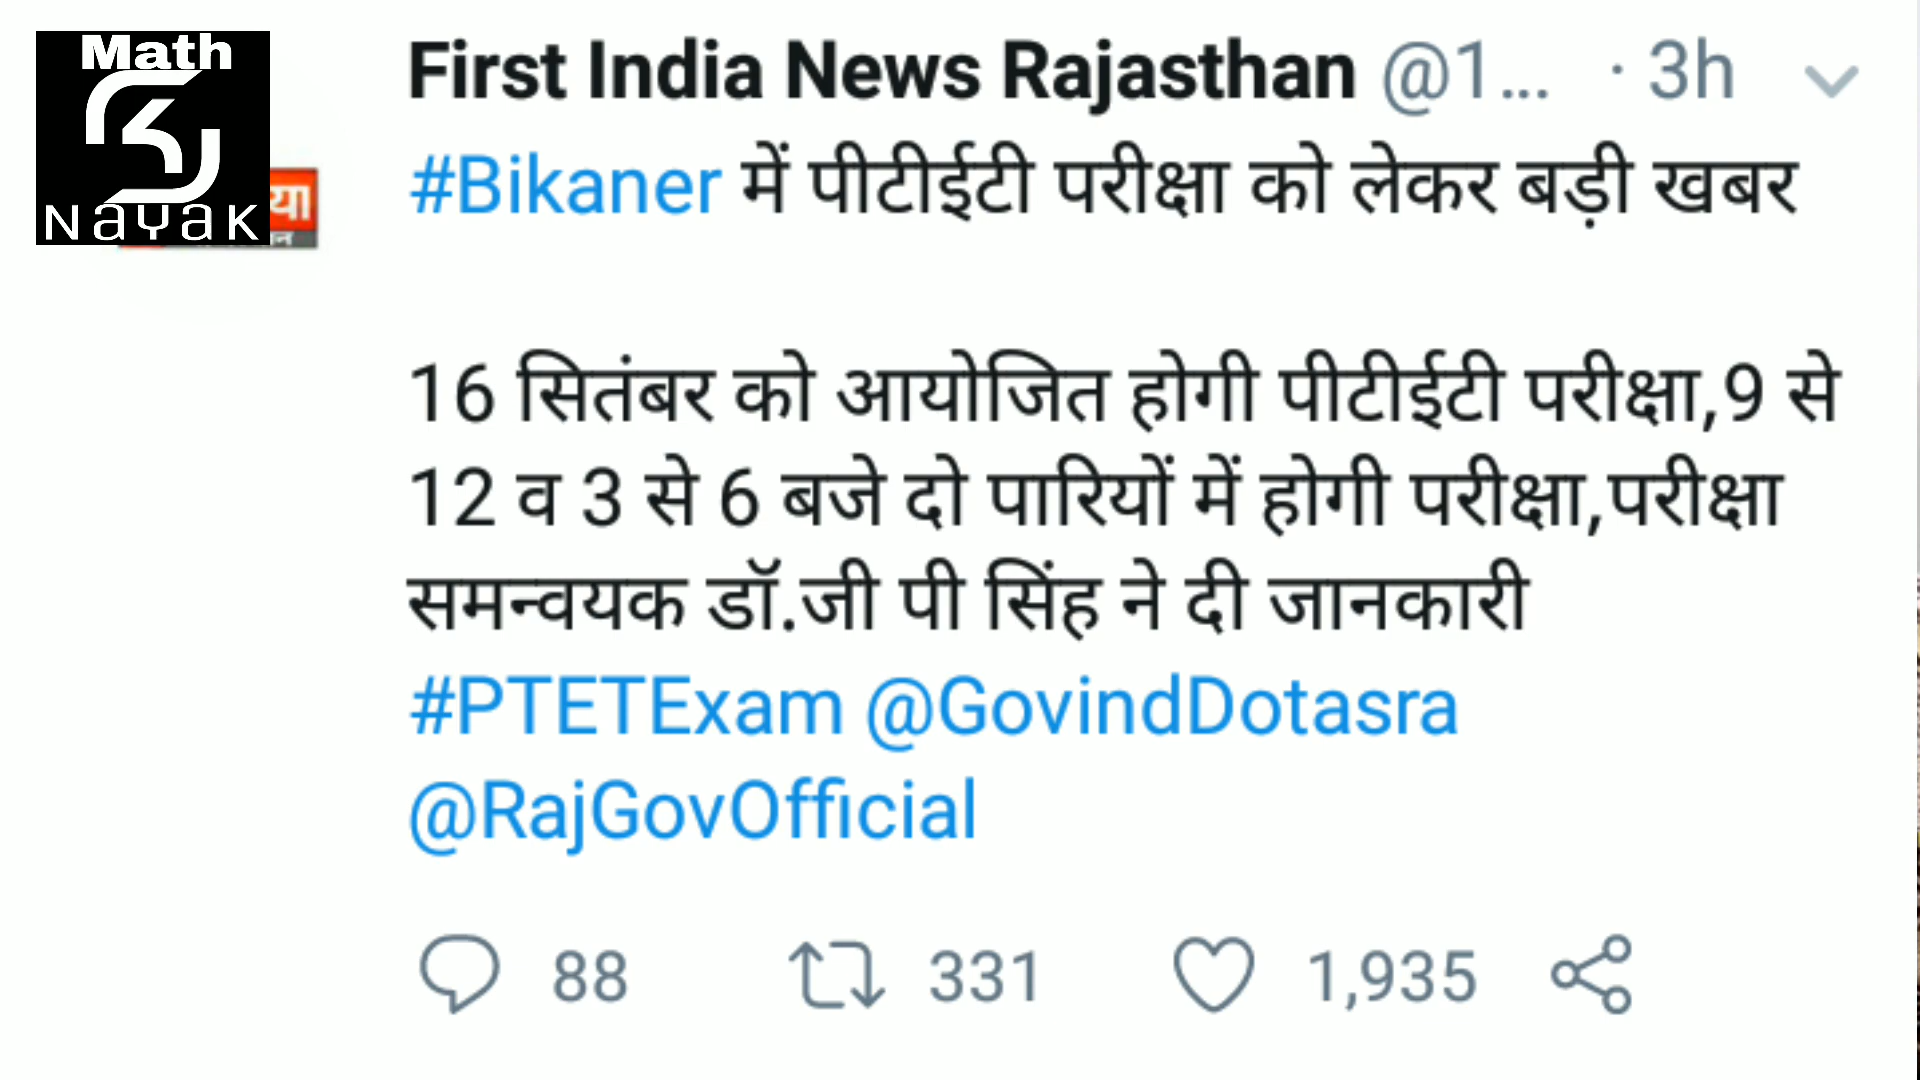 Math
Nayak
या
First India News Rajasthan @1... · 3h
#Bikaner में पीटीईटी परीक्षा को लेकर बड़ी खबर
16 सितंबर को आयोजित होगी पीटीईटी परीक्षा,9 से
12 व 3 से 6 बजे दो पारियों में होगी परीक्षा,परीक्षा
समन्वयक डॉ.जी पी सिंह ने दी जानकारी
#PTETExam @GovindDotasra
@RajGovOfficial
88 331 1,935